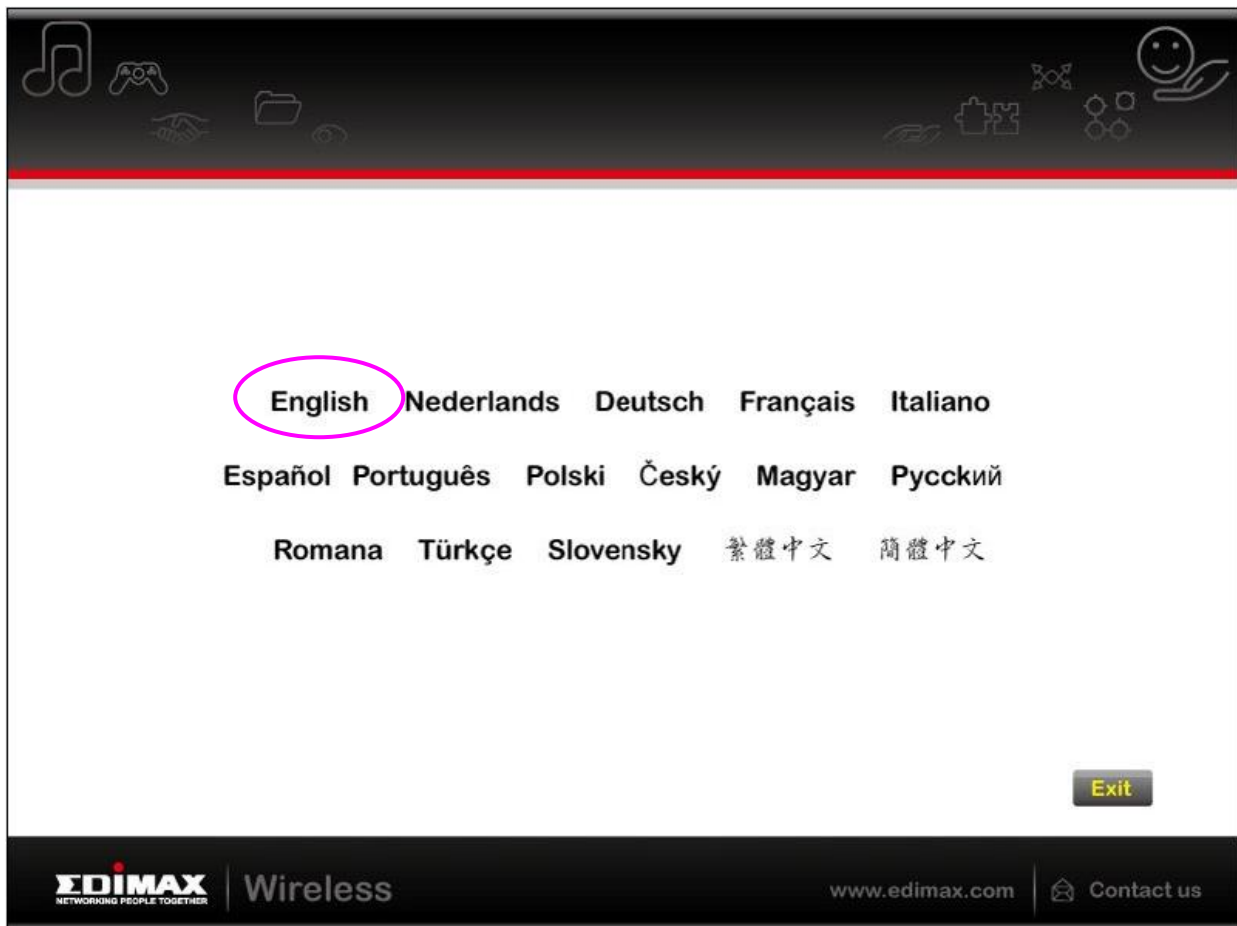 English Nederlands Deutsch Français Italiano
Español Português Polski Český Magyar Pyccкий
Romana Türkçe Slovensky 繁體中文 簡體中文
Exit
EDIMAX Wireless www.edimax.com Contact us
NETWORKING PEOPLE TOGETHER